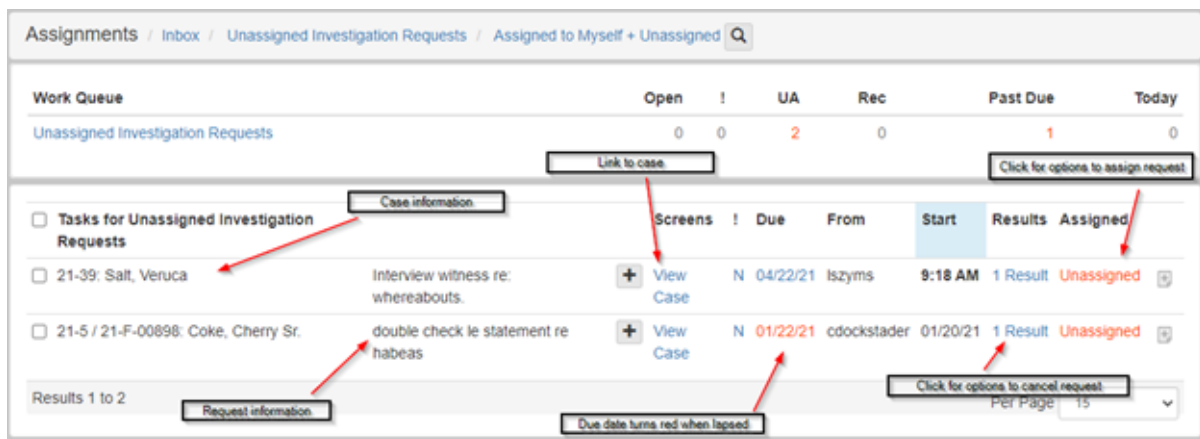 Assignments / Inbox / Unassigned Investigation Requests / Assigned to Myself + Unassigned
Work Queue Open ! UA Rec Past Due Today
Unassigned Investigation Requests 0 0 2 0 1 0
Link to case
Click for options to assign request
Case information
Tasks for Unassigned Investigation Screens ! Due From Start Results Assigned
Requests
21-39: Salt, Veruca Interview witness re: + View N 04/22/21 lszyms 9:18 AM 1 Result Unassigned
whereabouts. Case
21-5 / 21-F-00898: Coke, Cherry Sr. double check le statement re + View N 01/22/21 cdockstader 01/20/21 1 Result Unassigned
habeas Case
Click for options to cancel request
Results 1 to 2 Per Page 15
Request information
Due date turns red when lapsed